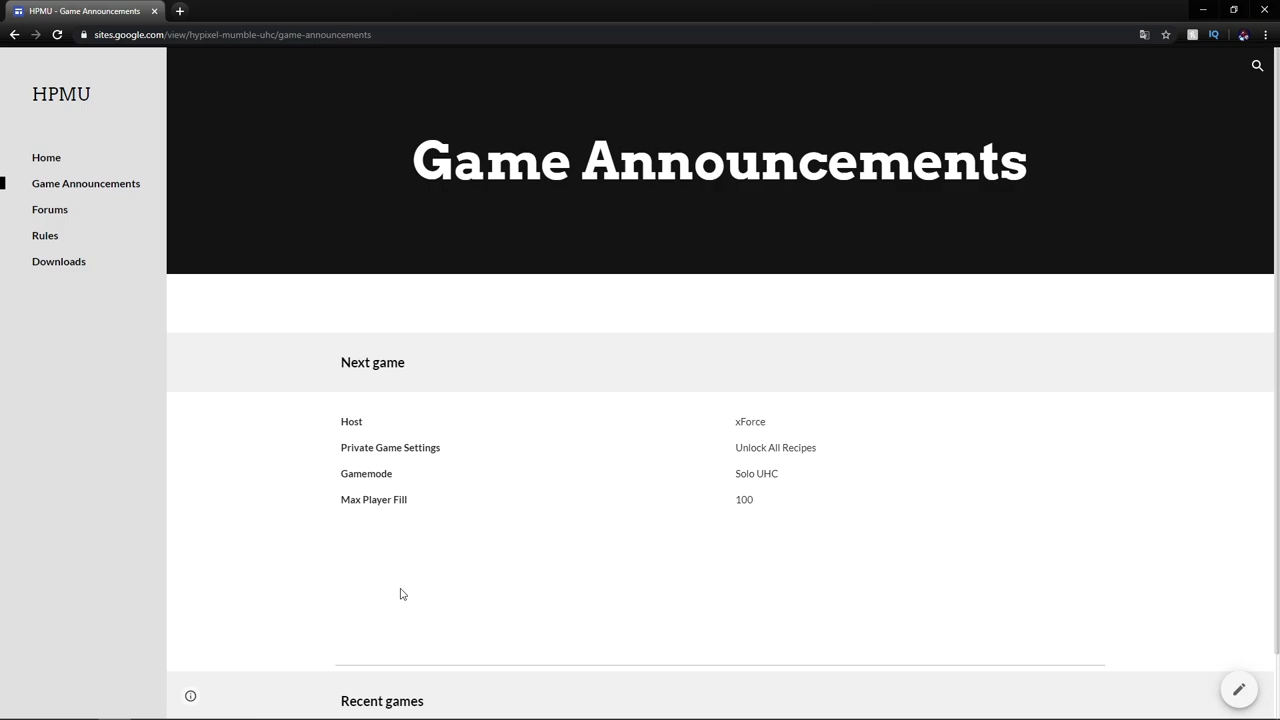 HPMU - Game Announcements
sites.google.com/view/hypixel-mumble-uhc/game-announcements
IQ
HPMU
Home
Game Announcements
Forums
Rules
Downloads
Game Announcements
Next game
Host xForce
Private Game Settings Unlock All Recipes
Gamemode Solo UHC
Max Player Fill 100
Recent games